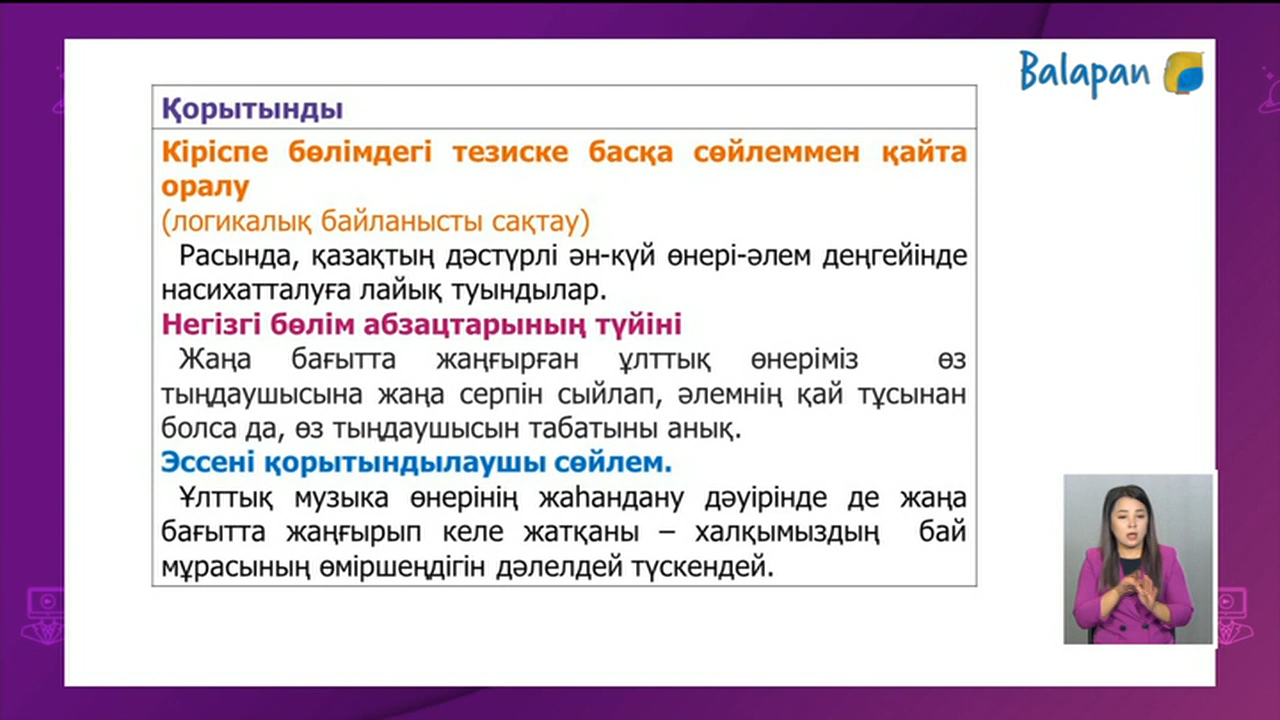 Balapan
Қорытынды
Кіріспе бөлімдегі тезиске басқа сөйлеммен қайта
оралу
(логикалық байланысты сақтау)
Расында, қазақтың дәстүрлі ән-күй өнері-әлем деңгейінде
насихатталуға лайық туындылар.
Негізгі бөлім абзацтарының түйіні
Жаңа бағытта жаңғырған ұлттық өнеріміз өз
тыңдаушысына жаңа серпін сыйлап, әлемнің қай тұсынан
болса да, өз тыңдаушысын табатыны анық.
Эссені қорытындылаушы сөйлем.
Ұлттық музыка өнерінің жаһандану дәуірінде де жаңа
бағытта жаңғырып келе жатқаны – халқымыздың бай
мұрасының өміршеңдігін дәлелдей түскендей.